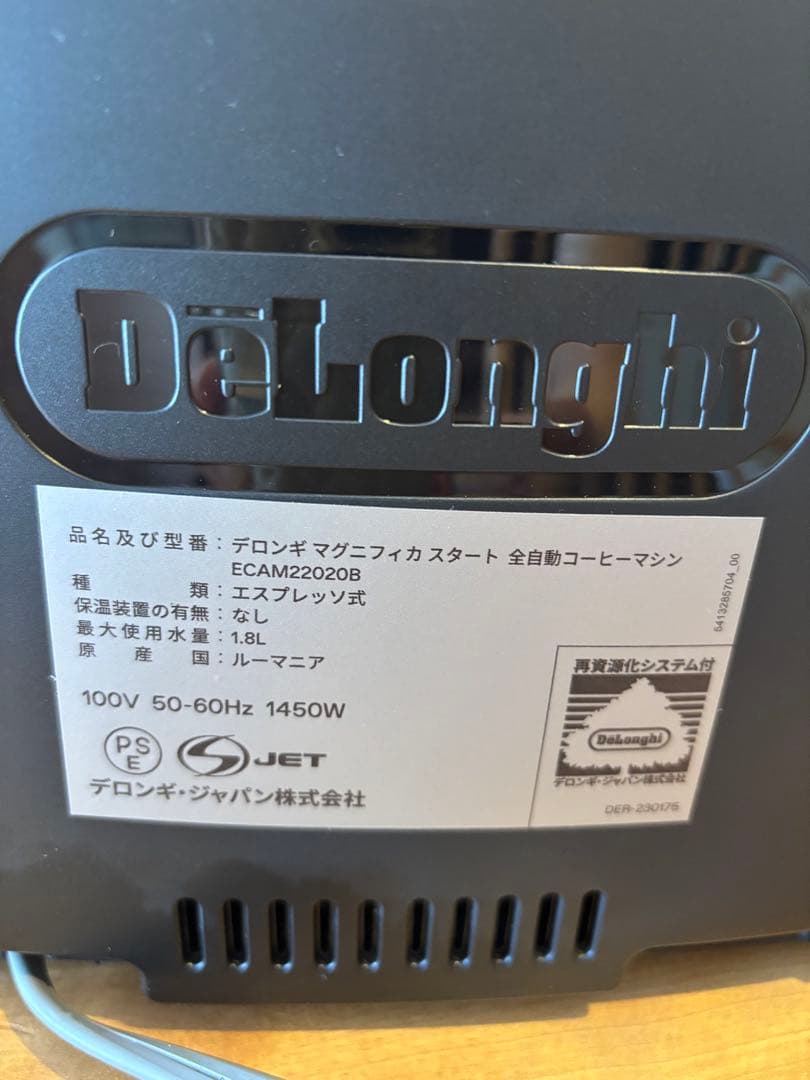 DēLonghi
品名及び型番：デロンギ マグニフィカ スタート 全自動コーヒーマシン
ECAM22020B
種類：エスプレッソ式
保温装置の有無：なし
最大使用水量：1.8L
原産国：ルーマニア
100V 50-60Hz 1450W
PSE
JET
デロンギ・ジャパン株式会社
5413285704_00
再資源化システム付
DēLonghi
デロンギ・ジャパン株式会社
DER-230175